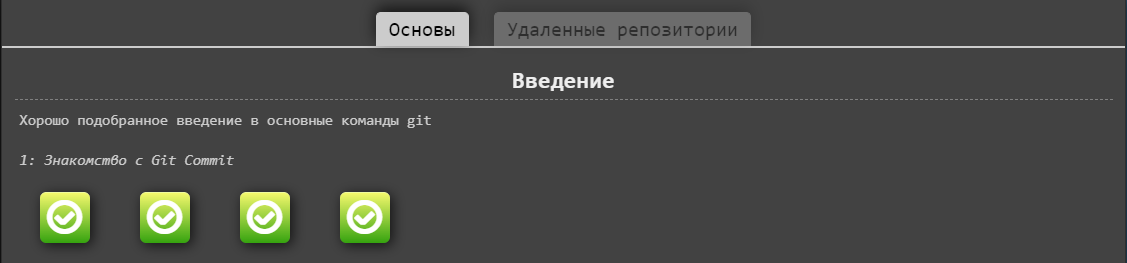 Основы
Удаленные репозитории
Введение
Хорошо подобранное введение в основные команды git
1: Знакомство с Git Commit